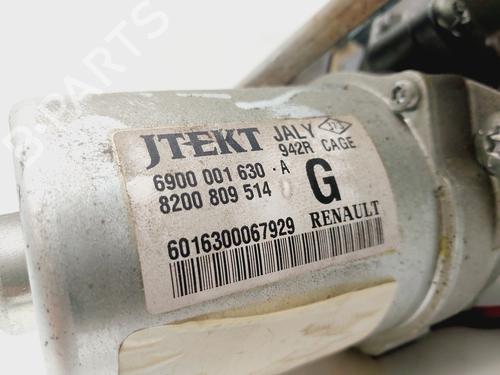 JTEKT JALY
942R CAGE
6900 001 630 -A
8200 809 514 G
RENAULT
6016300067929
B-PARTS